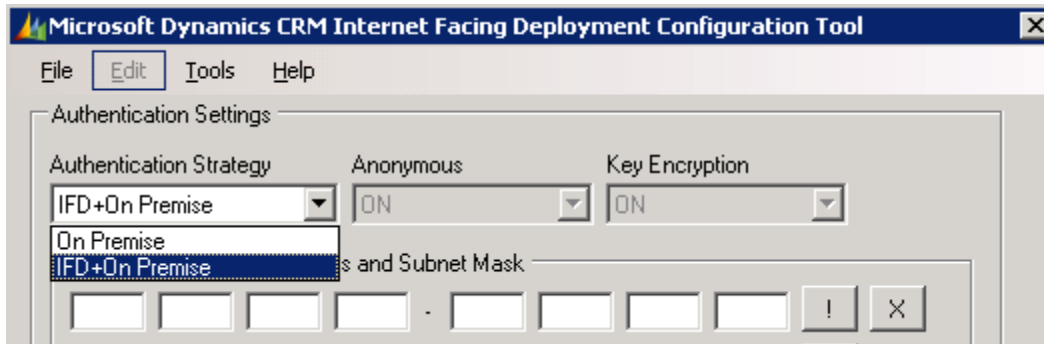 Microsoft Dynamics CRM Internet Facing Deployment Configuration Tool X
File Edit Tools Help
Authentication Settings
Authentication Strategy Anonymous Key Encryption
IFD+On Premise ON ON
On Premise
IFD+On Premise s and Subnet Mask
- ! X